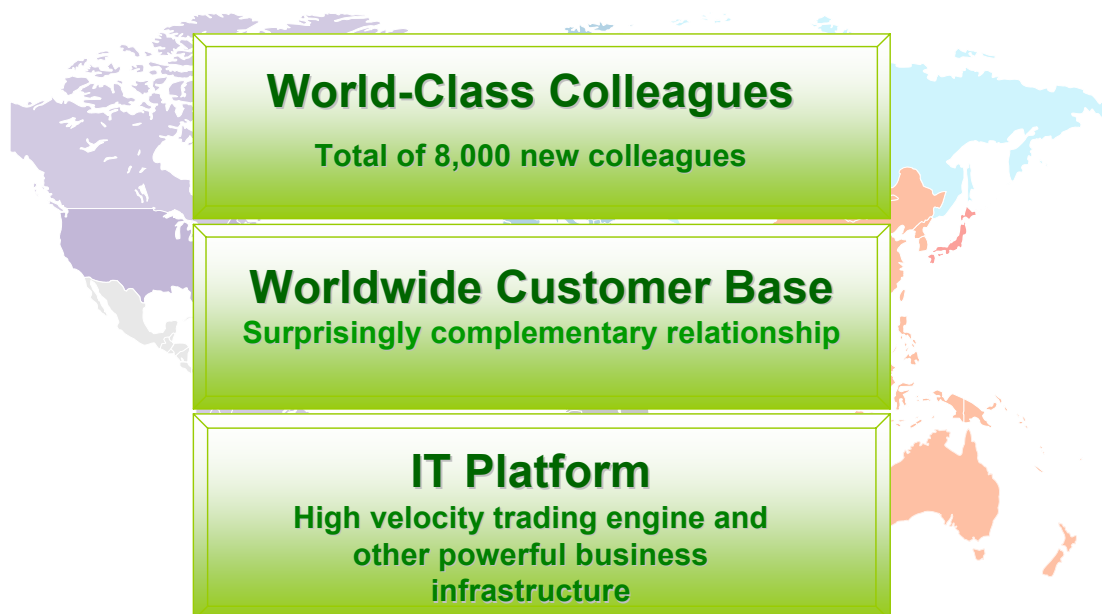 World-Class Colleagues
Total of 8,000 new colleagues
Worldwide Customer Base
Surprisingly complementary relationship
IT Platform
High velocity trading engine and
other powerful business
infrastructure